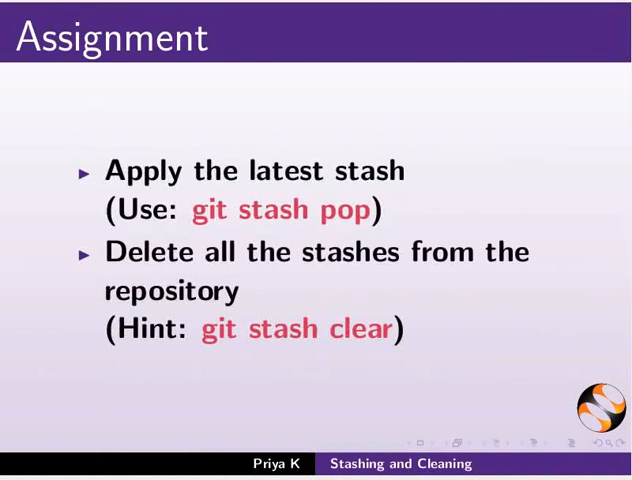 Assignment
Apply the latest stash
(Use: git stash pop)
Delete all the stashes from the
repository
(Hint: git stash clear)
Priya K
Stashing and Cleaning